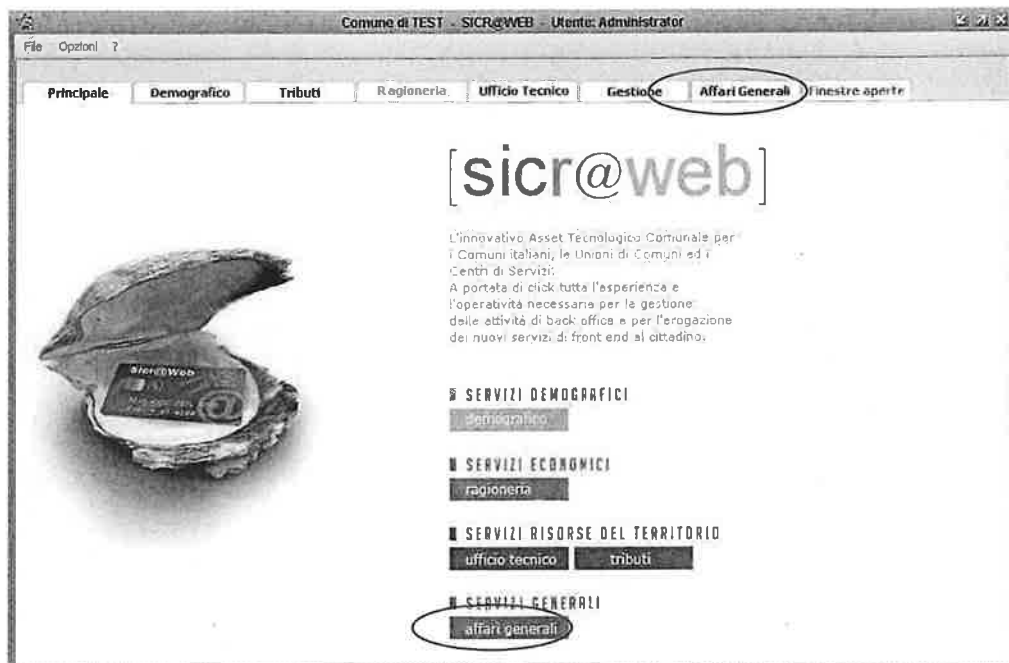 Comune di TEST - SICR@WEB - Utente: Administrator
File Opzioni ?
Principale Demografico Tributi Ragioneria Ufficio Tecnico Gestione Affari Generali Finestre aperte
[sicr@web]
L'innovativo Asset Tecnologico Comunale per
i Comuni italiani, le Unioni di Comuni ed i
Centri di Servizi:
A portata di click tutta l'esperienza e
l'operatività necessaria per la gestione
delle attività di back office e per l'erogazione
dei nuovi servizi di front end al cittadino.
Sicr@Web
@
SERVIZI DEMOGRAFICI
demografico
SERVIZI ECONOMICI
ragioneria
SERVIZI RISORSE DEL TERRITORIO
ufficio tecnico tributi
SERVIZI GENERALI
affari generali